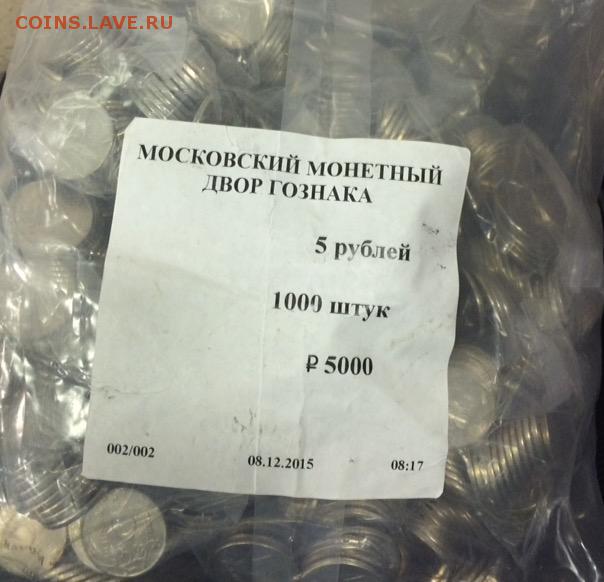 COINS.LAVE.RU
МОСКОВСКИЙ МОНЕТНЫЙ
ДВОР ГОЗНАКА
5 рублей
1000 штук
₽ 5000
002/002 08.12.2015 08:17